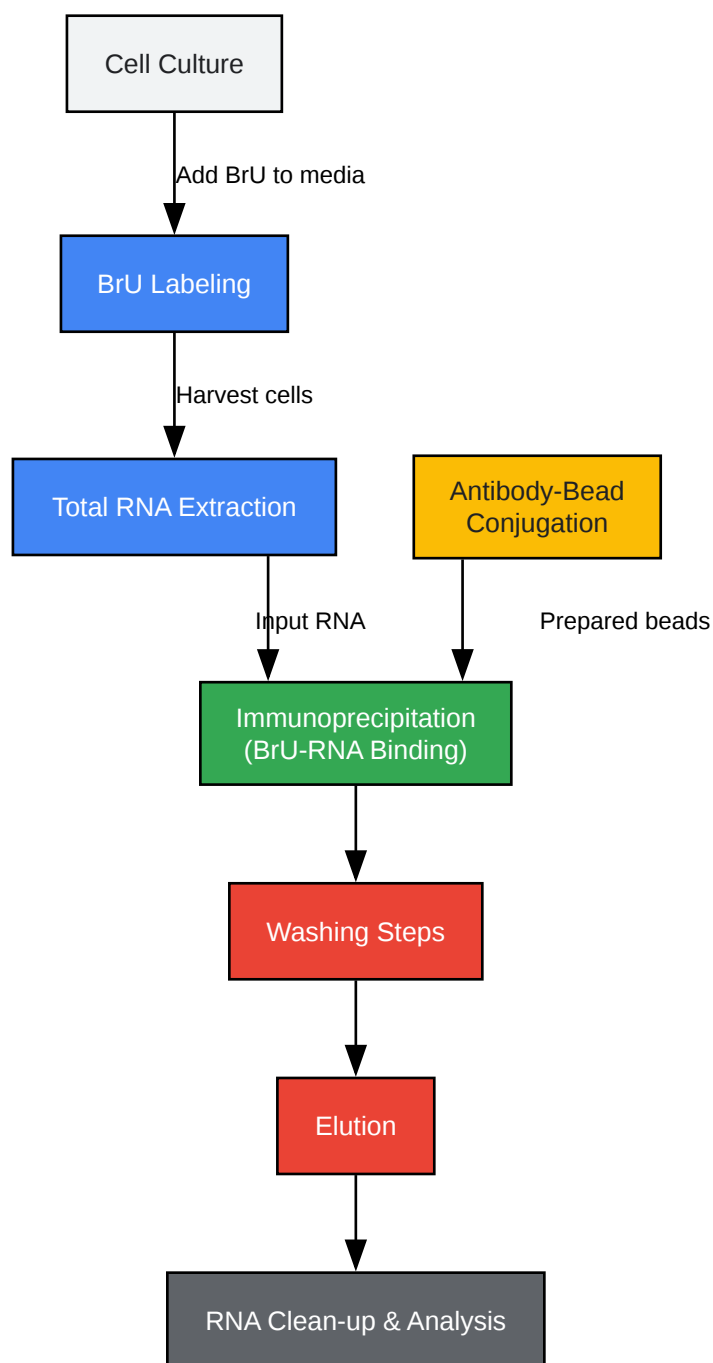 Cell Culture
Add BrU to media
BrU Labeling
Harvest cells
Total RNA Extraction
Antibody-Bead
Conjugation
Input RNA
Prepared beads
Immunoprecipitation
(BrU-RNA Binding)
Washing Steps
Elution
RNA Clean-up & Analysis